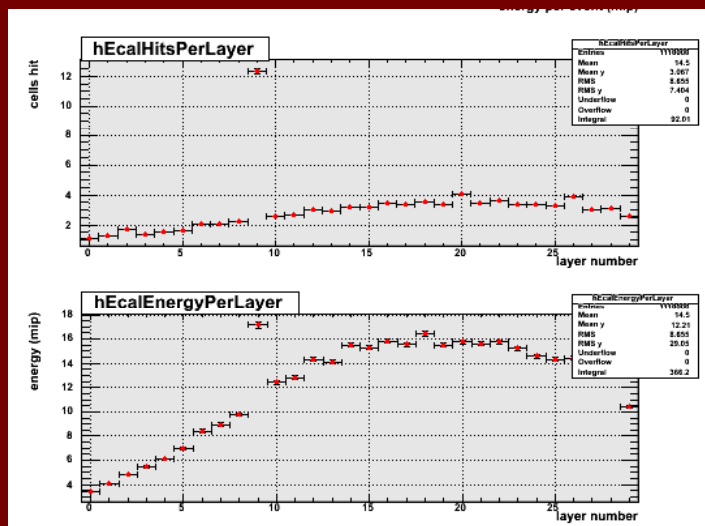 energy per event (mip)
hEcalHitsPerLayer
cells hit
12
10
8
6
4
2
0 5 10 15 20 25
layer number
hEcalHitsPerLayer
Entries 1110000
Mean 14.5
Mean y 3.067
RMS 8.655
RMS y 7.404
Underflow 0
Overflow 0
Integral 92.01
hEcalEnergyPerLayer
energy (mip)
18
16
14
12
10
8
6
4
0 5 10 15 20 25
layer number
hEcalEnergyPerLayer
Entries 1110000
Mean 14.5
Mean y 12.21
RMS 8.655
RMS y 29.05
Underflow 0
Overflow 0
Integral 366.2